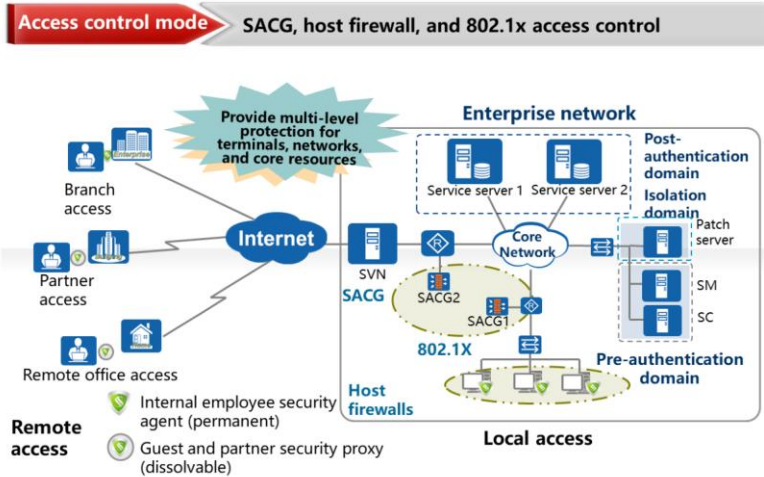 Access control mode
SACG, host firewall, and 802.1x access control
Provide multi-level
protection for
terminals, networks,
and core resources
Enterprise network
Post-
authentication
domain
Enterprise
Branch
access
Service server 1
Service server 2
Isolation
domain
Patch
server
Internet
Core
Network
R
SVN
Partner
access
SACG
SACG2
SACG1
R
SM
SC
802.1X
Pre-authentication
domain
Remote office access
Host
firewalls
Local access
Remote
access
Internal employee security
agent (permanent)
Guest and partner security proxy
(dissolvable)